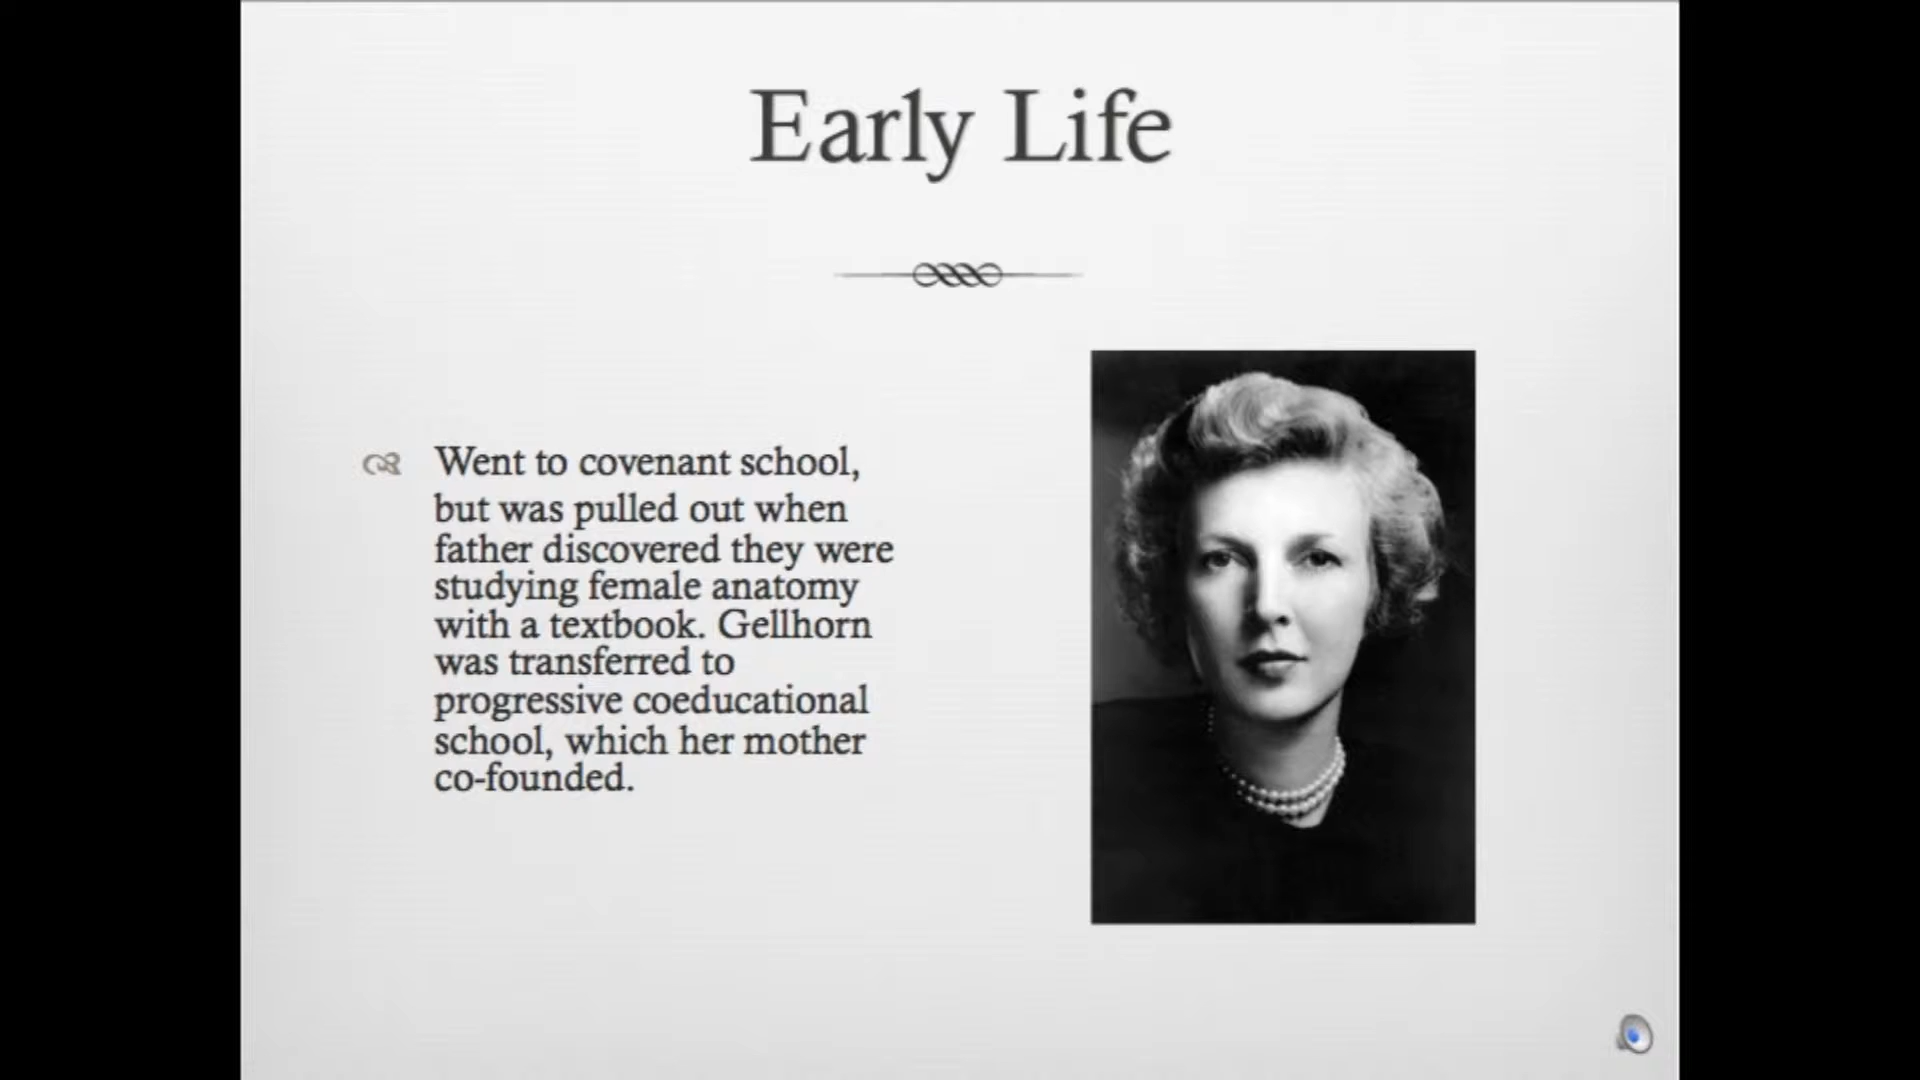 Early Life
Went to covenant school,
but was pulled out when
father discovered they were
studying female anatomy
with a textbook. Gellhorn
was transferred to
progressive coeducational
school, which her mother
co-founded.